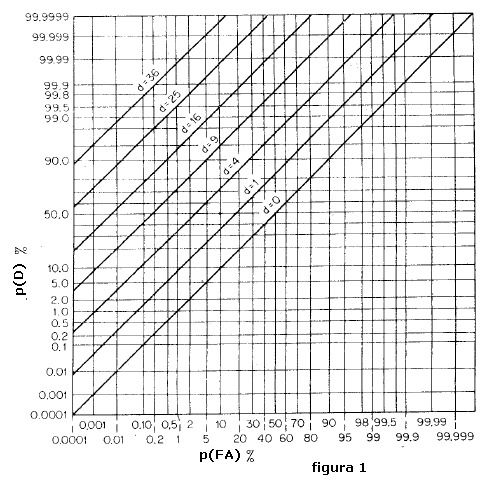 99.9999
99.999
99.99
99.9
99.8
99.5
99.0
90.0
50.0
10.0
5.0
2.0
1.0
0.5
0.2
0.1
0.01
0.001
0.0001
p(D) %
d=36
d=25
d=16
d=9
d=4
d=1
d=0
0,001 0,10 0,5 2 10 30 50 70 90 98 99.5 99,99
0.0001 0.01 0.2 1 5 20 40 60 80 95 99 99.9 99,999
p(FA) %
figura 1